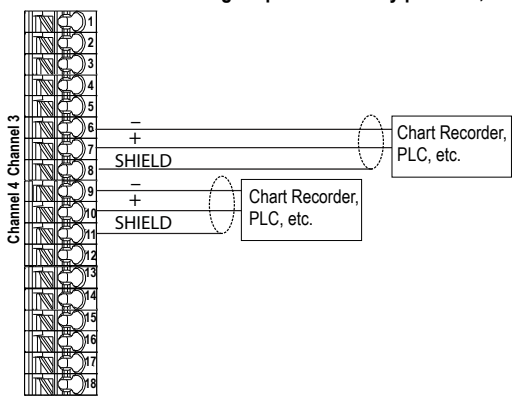 1
2
3
4
5
6
7
8
9
10
11
12
13
14
15
16
17
18
Channel 3
Channel 4
−
+
SHIELD
−
+
SHIELD
Chart Recorder,
PLC, etc.
Chart Recorder,
PLC, etc.